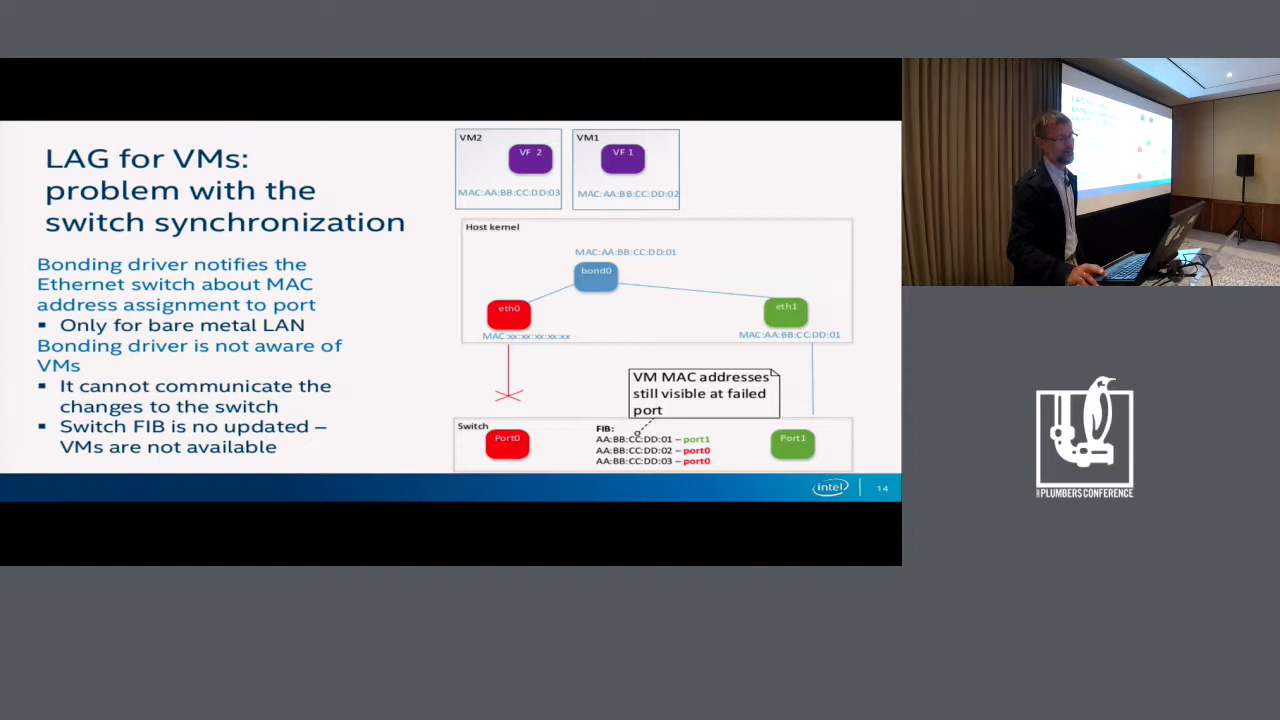 LAG for VMs:
problem with the
switch synchronization
Bonding driver notifies the
Ethernet switch about MAC
address assignment to port
▪ Only for bare metal LAN
Bonding driver is not aware of
VMs
▪ It cannot communicate the
changes to the switch
▪ Switch FIB is no updated –
VMs are not available
VM2
VF 2
MAC:AA:BB:CC:DD:03
VM1
VF 1
MAC:AA:BB:CC:DD:02
Host kernel
MAC:AA:BB:CC:DD:01
bond0
eth0
MAC:xx:xx:xx:xx:xx
eth1
MAC:AA:BB:CC:DD:01
VM MAC addresses
still visible at failed
port
Switch
Port0
FIB:
AA:BB:CC:DD:01 – port1
AA:BB:CC:DD:02 – port0
AA:BB:CC:DD:03 – port0
Port1
intel
14
PLUMBERS CONFERENCE